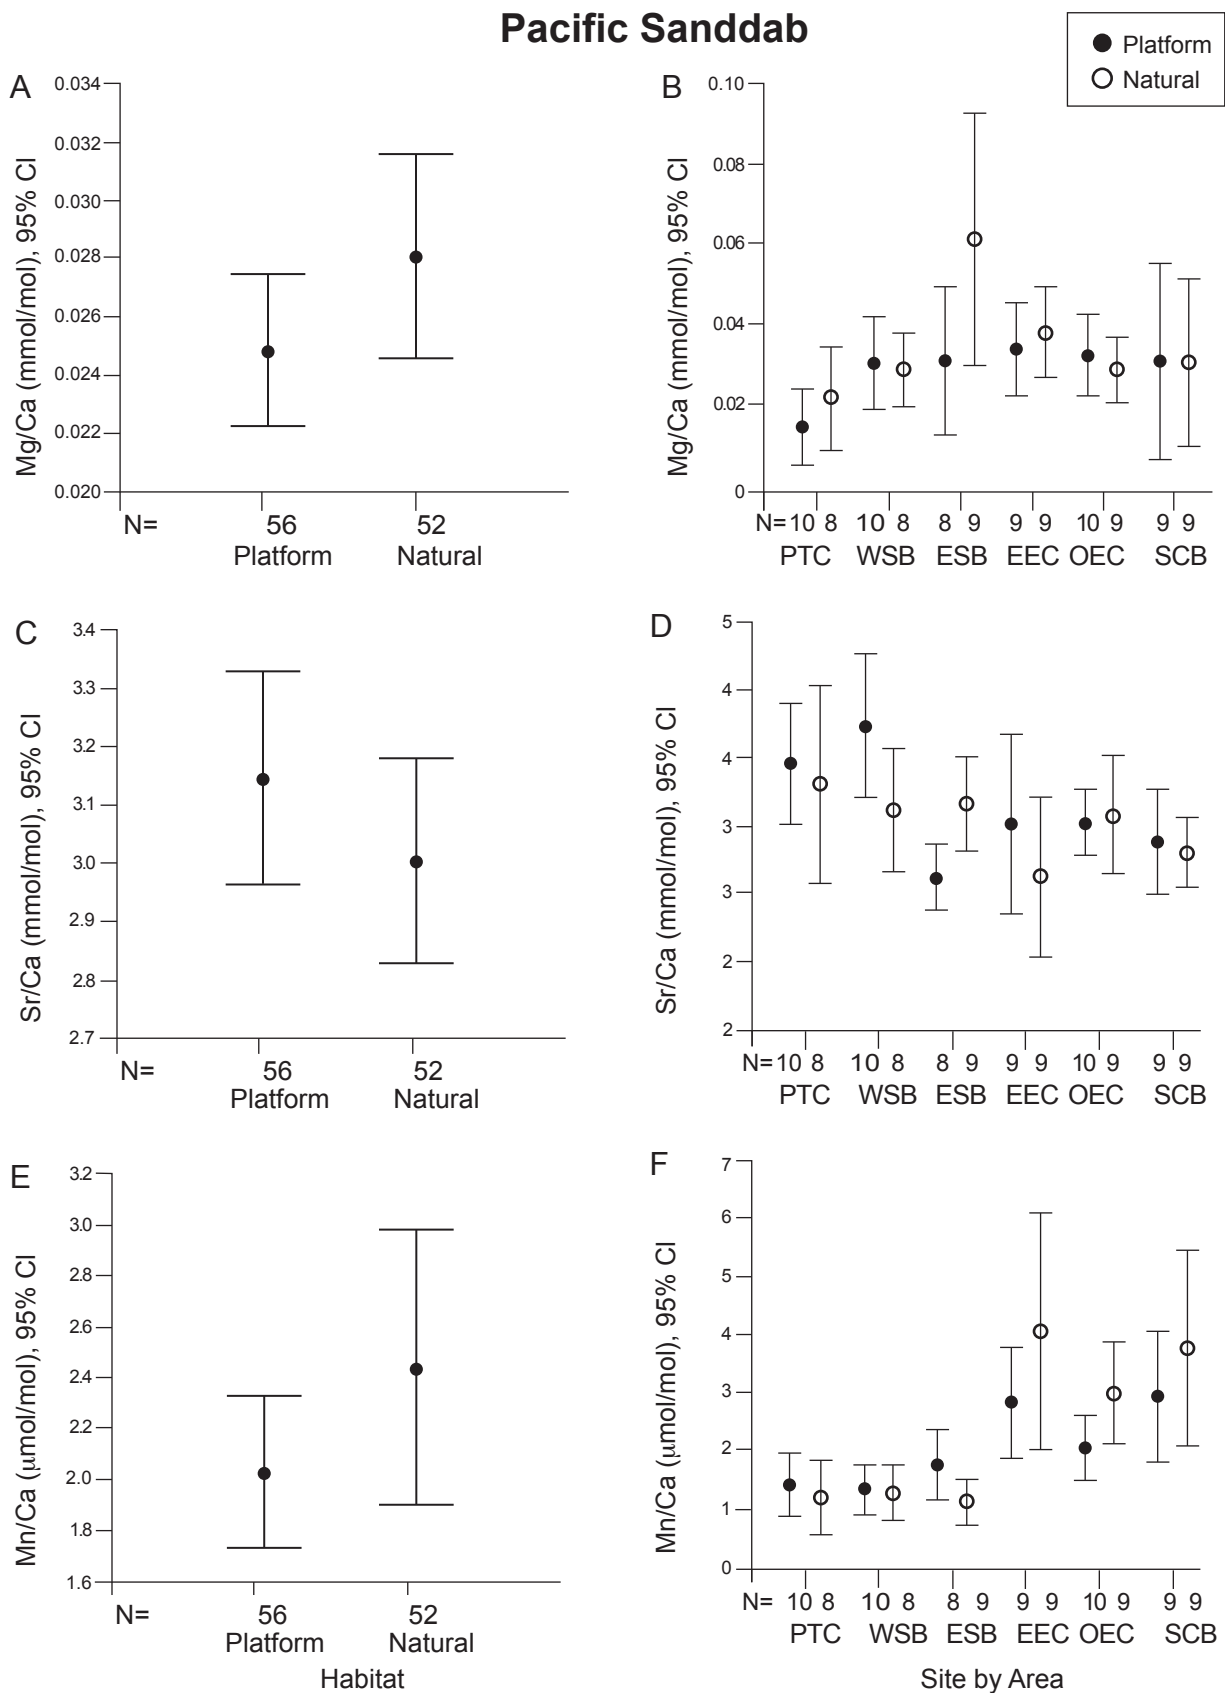 Pacific Sanddab
Platform
Natural
A
0.034
0.032
0.030
0.028
0.026
0.024
0.022
0.020
Mg/Ca (mmol/mol), 95% CI
N= 56 52
Platform Natural
B
0.10
0.08
0.06
0.04
0.02
0
Mg/Ca (mmol/mol), 95% CI
N= 10 8 10 8 8 9 9 9 10 9 9 9
PTC WSB ESB EEC OEC SCB
C
3.4
3.3
3.2
3.1
3.0
2.9
2.8
2.7
Sr/Ca (mmol/mol), 95% CI
N= 56 52
Platform Natural
D
5
4
4
3
3
2
2
Sr/Ca (mmol/mol), 95% CI
N= 10 8 10 8 8 9 9 9 10 9 9 9
PTC WSB ESB EEC OEC SCB
E
3.2
3.0
2.8
2.6
2.4
2.2
2.0
1.8
1.6
Mn/Ca (µmol/mol), 95% CI
N= 56 52
Platform Natural
Habitat
F
7
6
5
4
3
2
1
0
Mn/Ca (µmol/mol), 95% CI
N= 10 8 10 8 8 9 9 9 10 9 9 9
PTC WSB ESB EEC OEC SCB
Site by Area